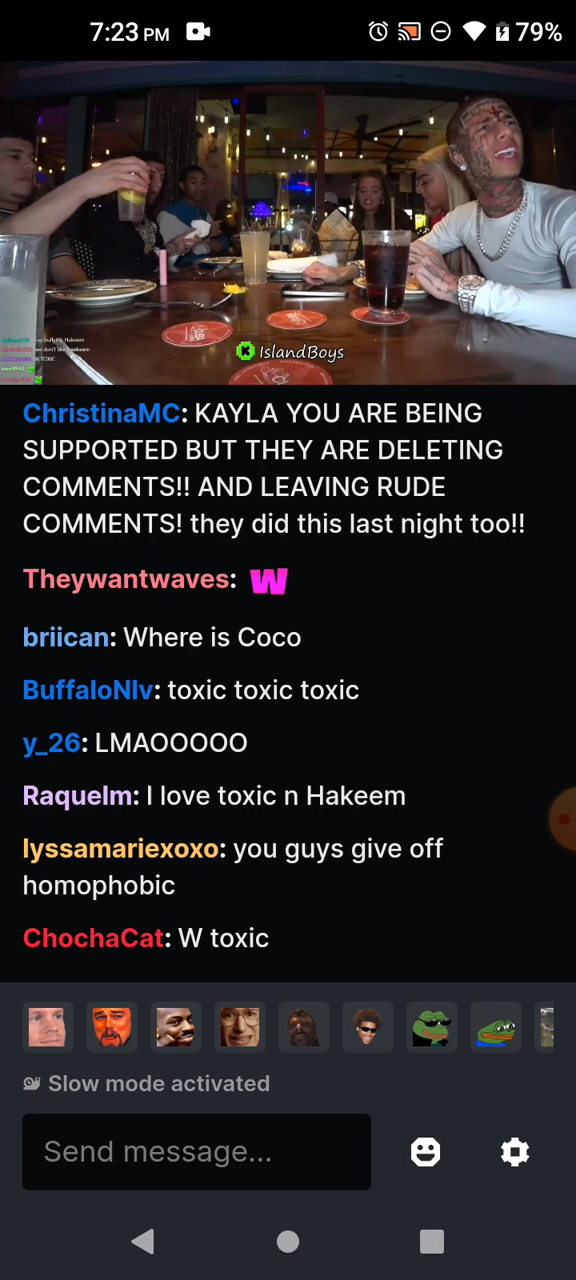 7:23 PM
79%
IslandBoys
ChristinaMC: KAYLA YOU ARE BEING
SUPPORTED BUT THEY ARE DELETING
COMMENTS!! AND LEAVING RUDE
COMMENTS! they did this last night too!!
Theywantwaves: W
briican: Where is Coco
BuffaloNIv: toxic toxic toxic
y_26: LMAOOOOO
Raquelm: I love toxic n Hakeem
lyssamariexoxo: you guys give off
homophobic
ChochaCat: W toxic
Slow mode activated
Send message...